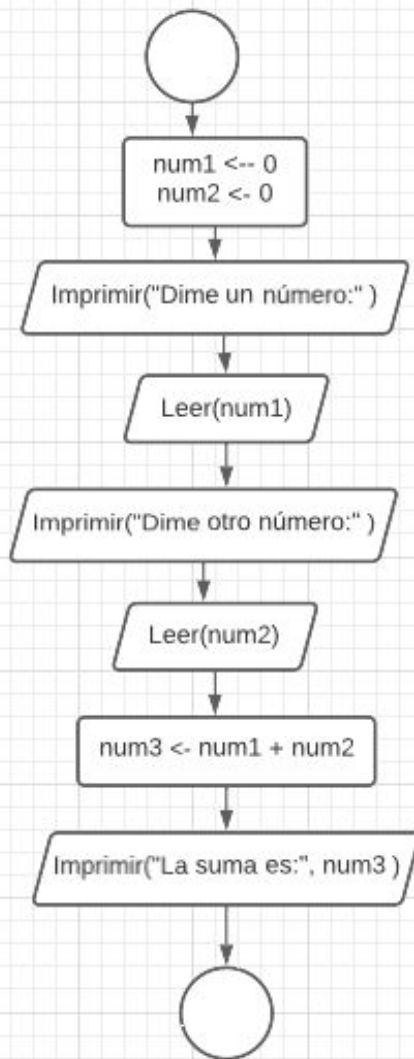 num1 <-- 0
num2 <- 0
Imprimir("Dime un número:" )
Leer(num1)
Imprimir("Dime otro número:" )
Leer(num2)
num3 <- num1 + num2
Imprimir("La suma es:", num3 )